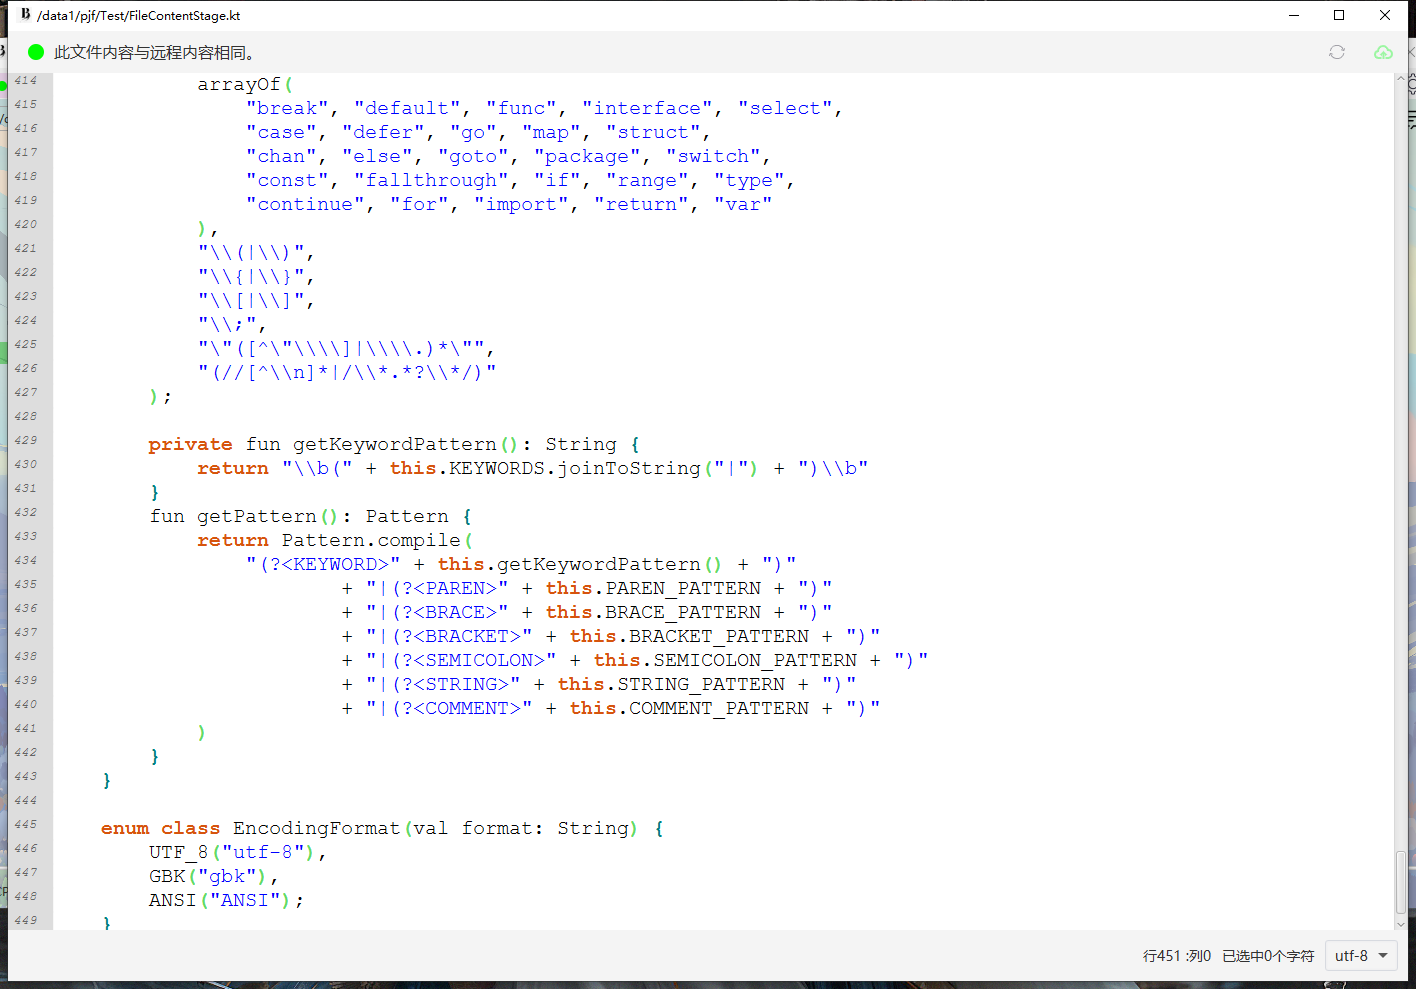 B /data1/pjf/Test/FileContentStage.kt
此文件内容与远程内容相同。
414 arrayOf(
415 "break", "default", "func", "interface", "select",
416 "case", "defer", "go", "map", "struct",
417 "chan", "else", "goto", "package", "switch",
418 "const", "fallthrough", "if", "range", "type",
419 "continue", "for", "import", "return", "var"
420 ),
421 "\\(|\\)",
422 "\\{|\\}",
423 "\\[|\\]",
424 "\\;",
425 "\"([^\"\\\\]|\\\\.)*\"",
426 "(//[^\\n]*|/\\*.*?\\*/)"
427 );
428
429 private fun getKeywordPattern(): String {
430 return "\\b(" + this.KEYWORDS.joinToString("|") + ")\\b"
431 }
432 fun getPattern(): Pattern {
433 return Pattern.compile(
434 "(?<KEYWORD>" + this.getKeywordPattern() + ")"
435 + "|(?<PAREN>" + this.PAREN_PATTERN + ")"
436 + "|(?<BRACE>" + this.BRACE_PATTERN + ")"
437 + "|(?<BRACKET>" + this.BRACKET_PATTERN + ")"
438 + "|(?<SEMICOLON>" + this.SEMICOLON_PATTERN + ")"
439 + "|(?<STRING>" + this.STRING_PATTERN + ")"
440 + "|(?<COMMENT>" + this.COMMENT_PATTERN + ")"
441 )
442 }
443 }
444
445 enum class EncodingFormat(val format: String) {
446 UTF_8("utf-8"),
447 GBK("gbk"),
448 ANSI("ANSI");
449 }
行451 :列0 已选中0个字符 utf-8